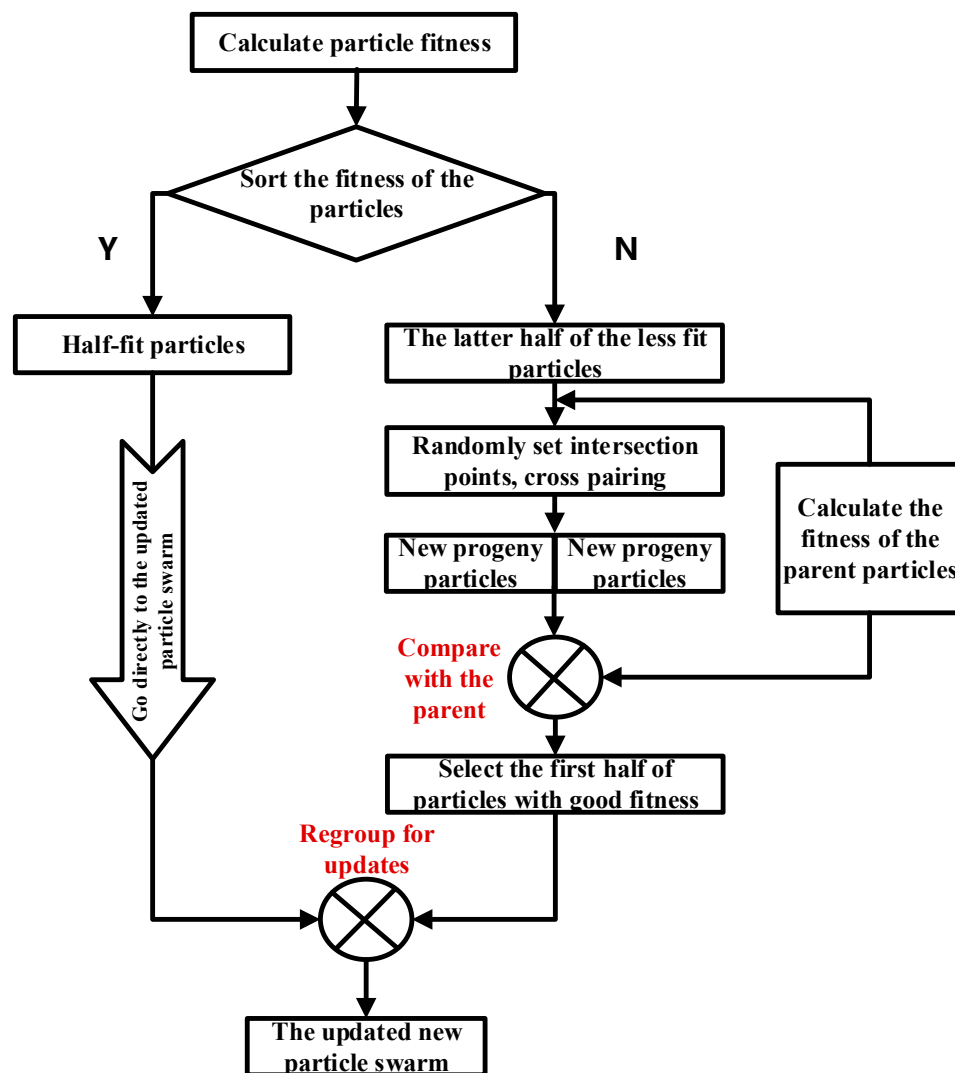 Calculate particle fitness
Sort the fitness of the
particles
Y
N
Half-fit particles
The latter half of the less fit
particles
Randomly set intersection
points, cross pairing
Calculate the
fitness of the
parent particles
New progeny
particles
New progeny
particles
Go directly to the updated
particle swarm
Compare
with the
parent
Select the first half of
particles with good fitness
Regroup for
updates
The updated new
particle swarm